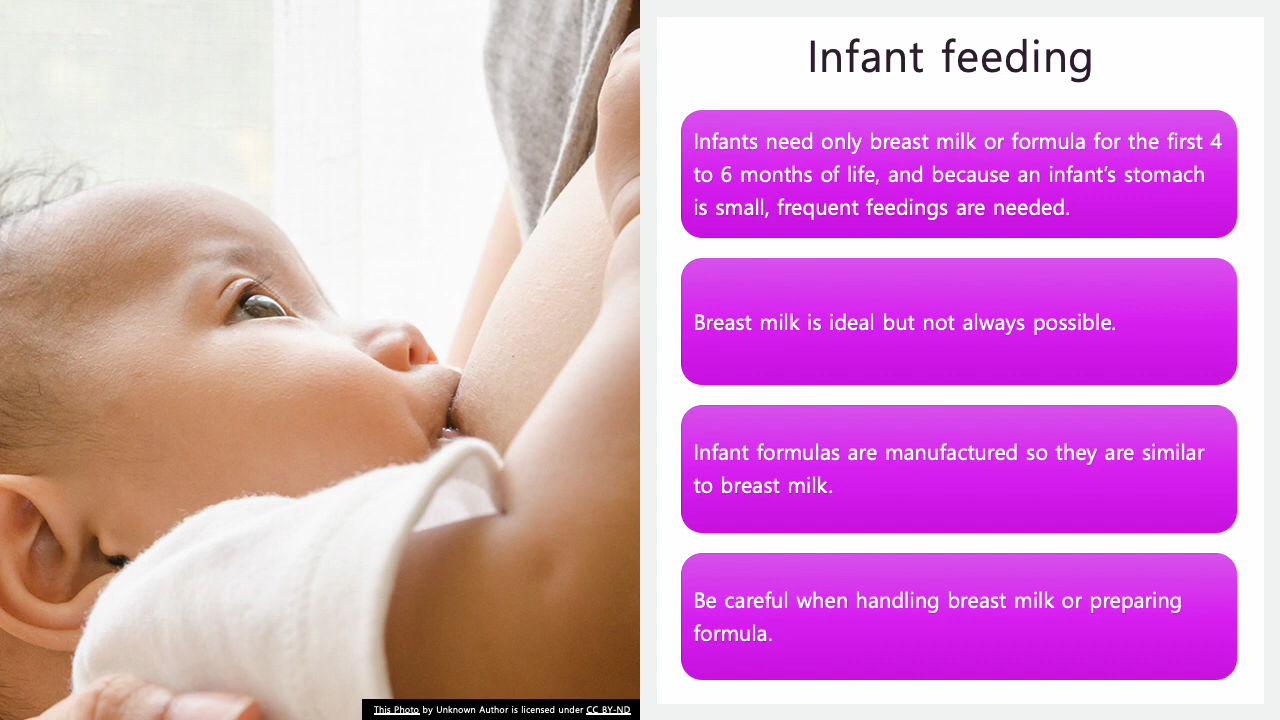 Infant feeding
Infants need only breast milk or formula for the first 4
to 6 months of life, and because an infant’s stomach
is small, frequent feedings are needed.
Breast milk is ideal but not always possible.
Infant formulas are manufactured so they are similar
to breast milk.
Be careful when handling breast milk or preparing
formula.
This Photo by Unknown Author is licensed under CC BY-ND